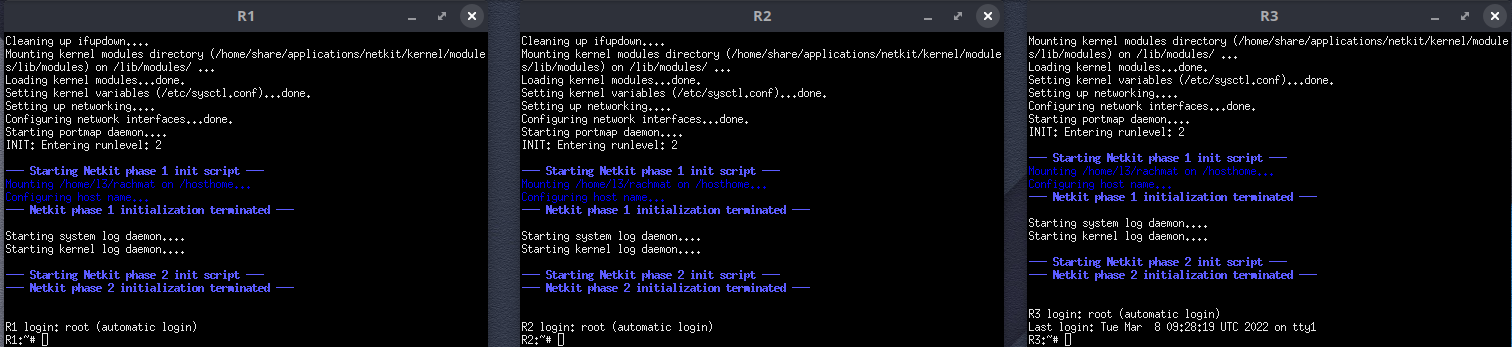 R1
Cleaning up ifupdown....
Mounting kernel modules directory (/home/share/applications/netkit/kernel/module
s/lib/modules) on /lib/modules/ ...
Loading kernel modules...done.
Setting kernel variables (/etc/sysctl.conf)...done.
Setting up networking....
Configuring network interfaces...done.
Starting portmap daemon....
INIT: Entering runlevel: 2
─── Starting Netkit phase 1 init script ───
Mounting /home/l3/rachmat on /hosthome...
Configuring host name...
─── Netkit phase 1 initialization terminated ───
Starting system log daemon....
Starting kernel log daemon....
─── Starting Netkit phase 2 init script ───
─── Netkit phase 2 initialization terminated ───
R1 login: root (automatic login)
R1:~#
R2
Cleaning up ifupdown....
Mounting kernel modules directory (/home/share/applications/netkit/kernel/module
s/lib/modules) on /lib/modules/ ...
Loading kernel modules...done.
Setting kernel variables (/etc/sysctl.conf)...done.
Setting up networking....
Configuring network interfaces...done.
Starting portmap daemon....
INIT: Entering runlevel: 2
─── Starting Netkit phase 1 init script ───
Mounting /home/l3/rachmat on /hosthome...
Configuring host name...
─── Netkit phase 1 initialization terminated ───
Starting system log daemon....
Starting kernel log daemon....
─── Starting Netkit phase 2 init script ───
─── Netkit phase 2 initialization terminated ───
R2 login: root (automatic login)
R2:~#
R3
Mounting kernel modules directory (/home/share/applications/netkit/kernel/module
s/lib/modules) on /lib/modules/ ...
Loading kernel modules...done.
Setting kernel variables (/etc/sysctl.conf)...done.
Setting up networking....
Configuring network interfaces...done.
Starting portmap daemon....
INIT: Entering runlevel: 2
─── Starting Netkit phase 1 init script ───
Mounting /home/l3/rachmat on /hosthome...
Configuring host name...
─── Netkit phase 1 initialization terminated ───
Starting system log daemon....
Starting kernel log daemon....
─── Starting Netkit phase 2 init script ───
─── Netkit phase 2 initialization terminated ───
R3 login: root (automatic login)
Last login: Tue Mar  8 09:28:19 UTC 2022 on tty1
R3:~#